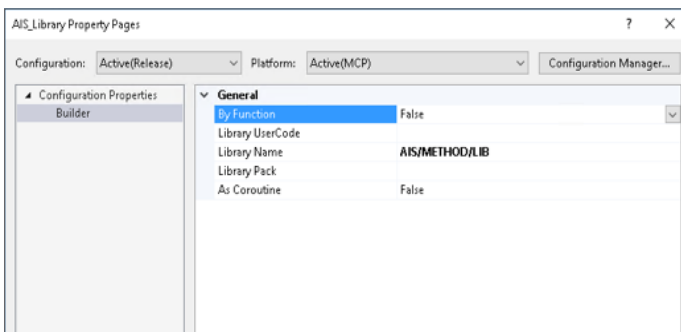 AIS_Library Property Pages ? ×
Configuration: Active(Release) Platform: Active(MCP) Configuration Manager...
Configuration Properties
Builder
General
By Function False
Library UserCode
Library Name AIS/METHOD/LIB
Library Pack
As Coroutine False